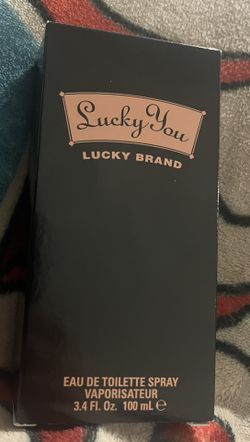 Lucky You
LUCKY BRAND
EAU DE TOILETTE SPRAY
VAPORISATEUR
3.4 Fl. Oz. 100 mL ℮